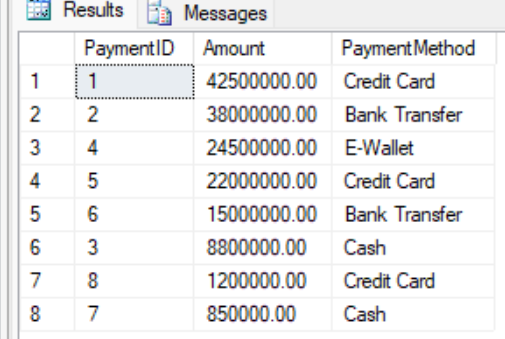 Results Messages
PaymentID Amount PaymentMethod
1 1 42500000.00 Credit Card
2 2 38000000.00 Bank Transfer
3 4 24500000.00 E-Wallet
4 5 22000000.00 Credit Card
5 6 15000000.00 Bank Transfer
6 3 8800000.00 Cash
7 8 1200000.00 Credit Card
8 7 850000.00 Cash